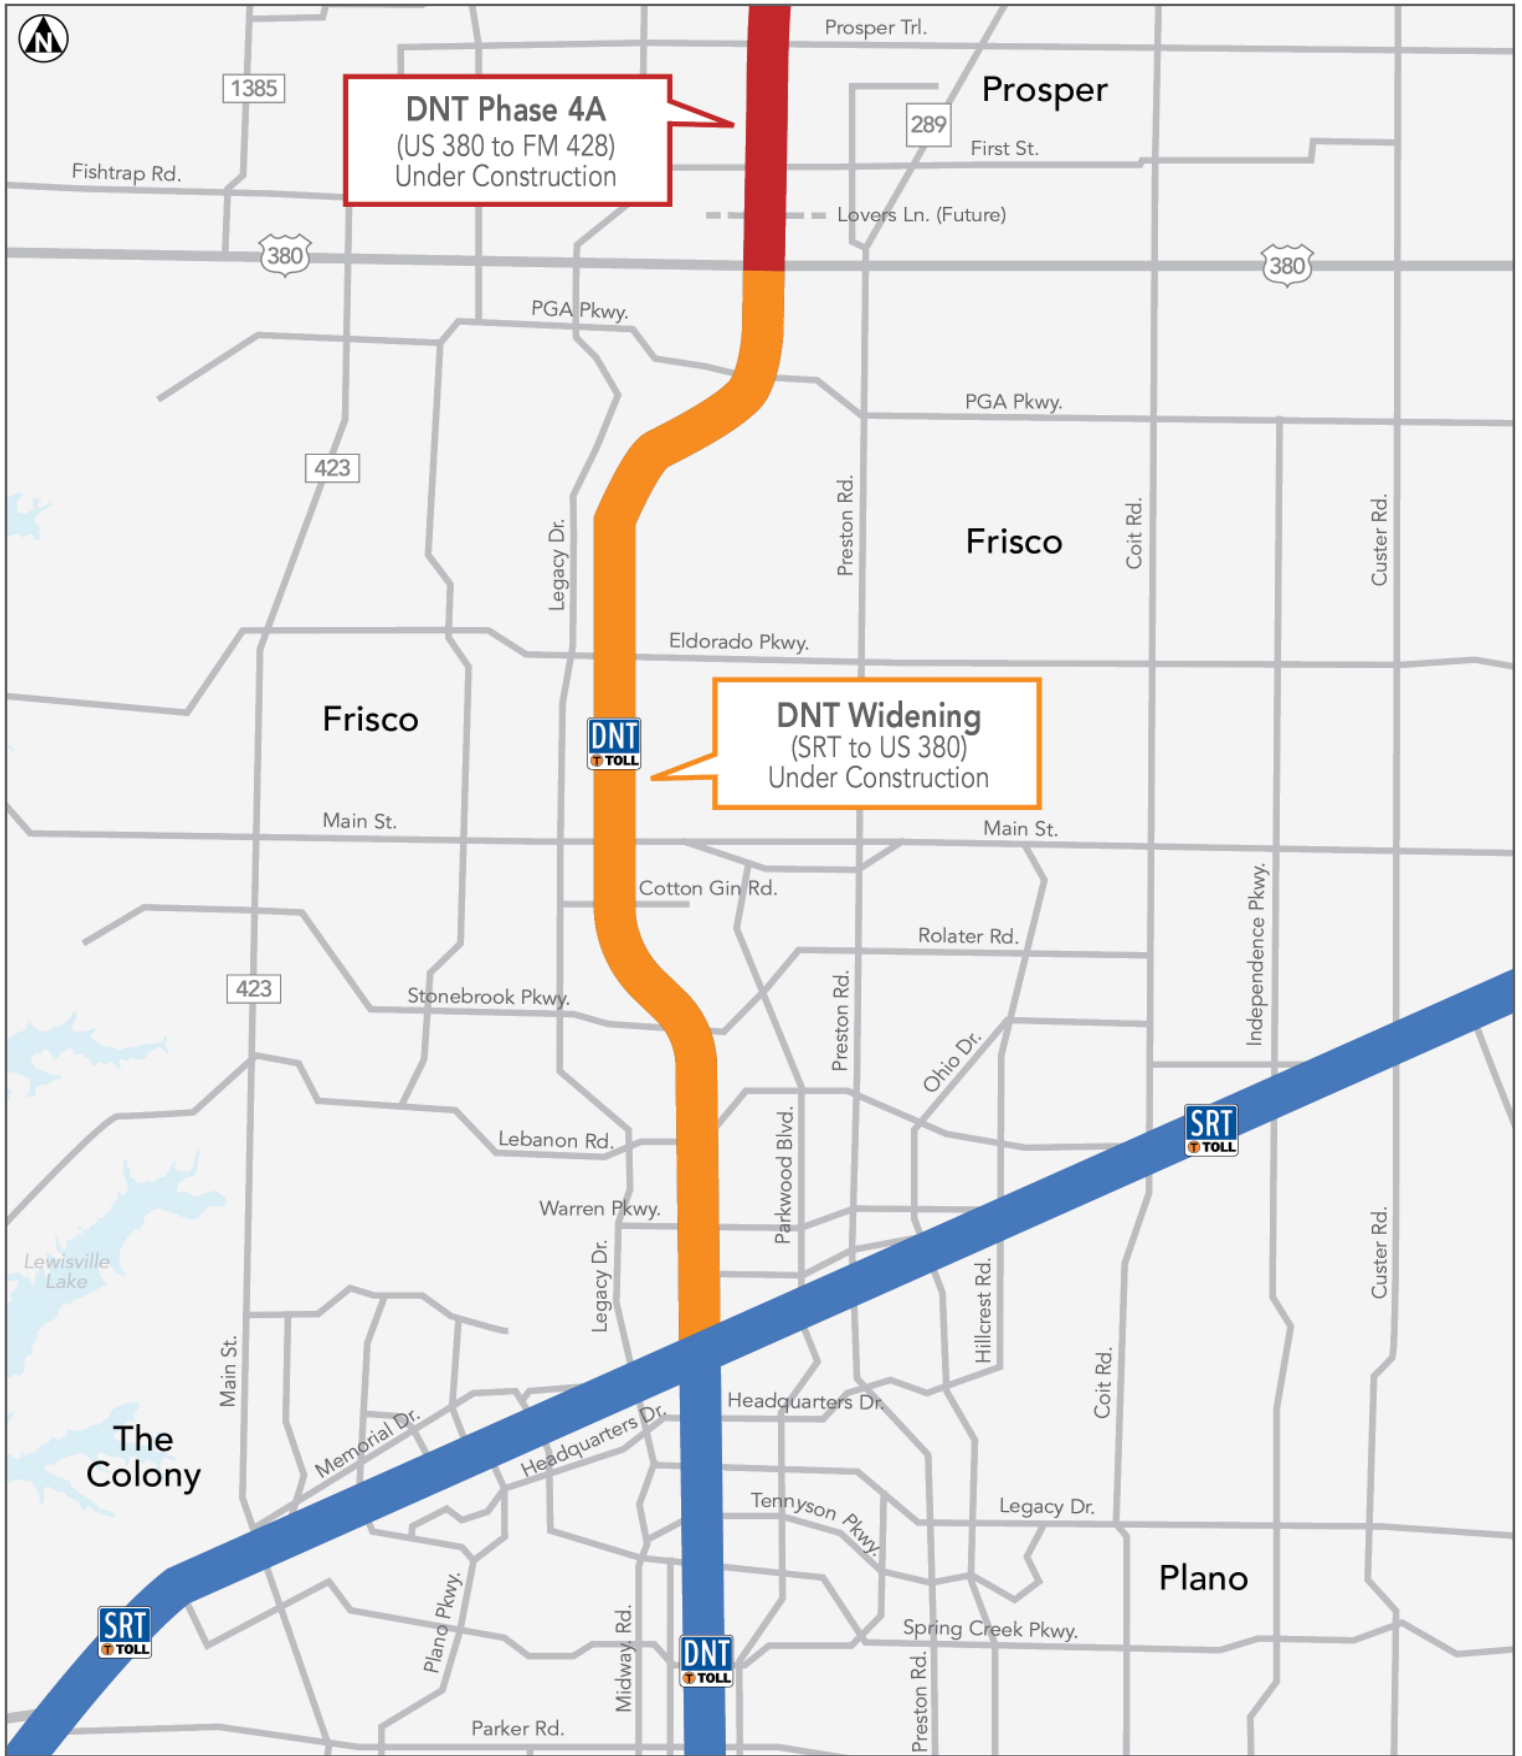 N
Prosper Trl.
1385
Prosper
DNT Phase 4A
(US 380 to FM 428)
Under Construction
289
First St.
Fishtrap Rd.
Lovers Ln. (Future)
380
380
PGA Pkwy.
PGA Pkwy.
423
Preston Rd.
Coit Rd.
Custer Rd.
Legacy Dr.
Frisco
Eldorado Pkwy.
Frisco
DNT
T TOLL
DNT Widening
(SRT to US 380)
Under Construction
Main St.
Main St.
Cotton Gin Rd.
Independence Pkwy.
Rolater Rd.
423
Stonebrook Pkwy.
Preston Rd.
Ohio Dr.
SRT
T TOLL
Lebanon Rd.
Parkwood Blvd.
Warren Pkwy.
Lewisville
Lake
Legacy Dr.
Hillcrest Rd.
Custer Rd.
Main St.
Coit Rd.
Headquarters Dr.
Memorial Dr.
Headquarters Dr.
The
Colony
Tennyson Pkwy.
Legacy Dr.
Plano
SRT
T TOLL
Plano Pkwy.
Midway Rd.
DNT
T TOLL
Spring Creek Pkwy.
Preston Rd.
Parker Rd.